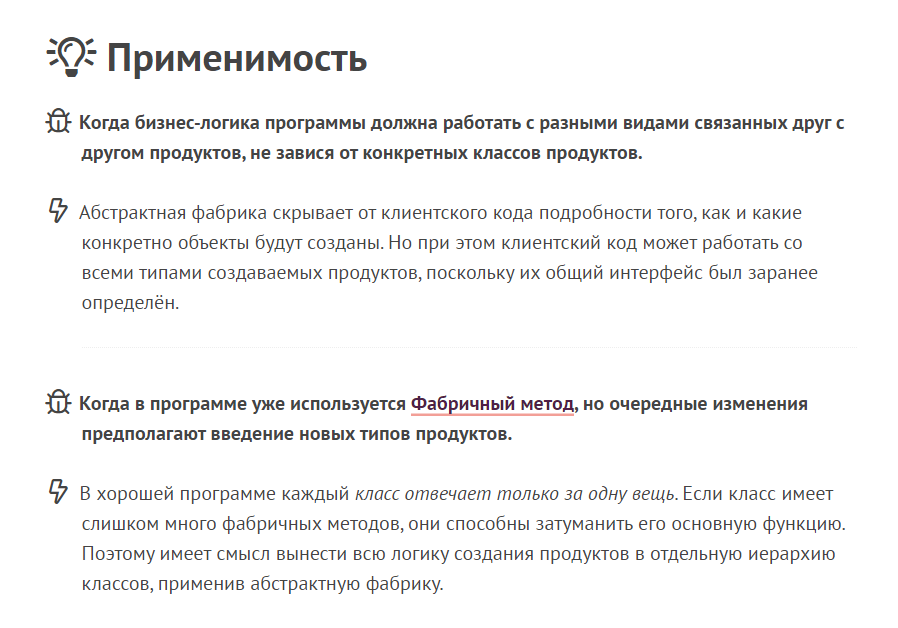 Применимость
Когда бизнес-логика программы должна работать с разными видами связанных друг с
другом продуктов, не завися от конкретных классов продуктов.
Абстрактная фабрика скрывает от клиентского кода подробности того, как и какие
конкретно объекты будут созданы. Но при этом клиентский код может работать со
всеми типами создаваемых продуктов, поскольку их общий интерфейс был заранее
определён.
Когда в программе уже используется Фабричный метод, но очередные изменения
предполагают введение новых типов продуктов.
В хорошей программе каждый класс отвечает только за одну вещь. Если класс имеет
слишком много фабричных методов, они способны затуманить его основную функцию.
Поэтому имеет смысл вынести всю логику создания продуктов в отдельную иерархию
классов, применив абстрактную фабрику.